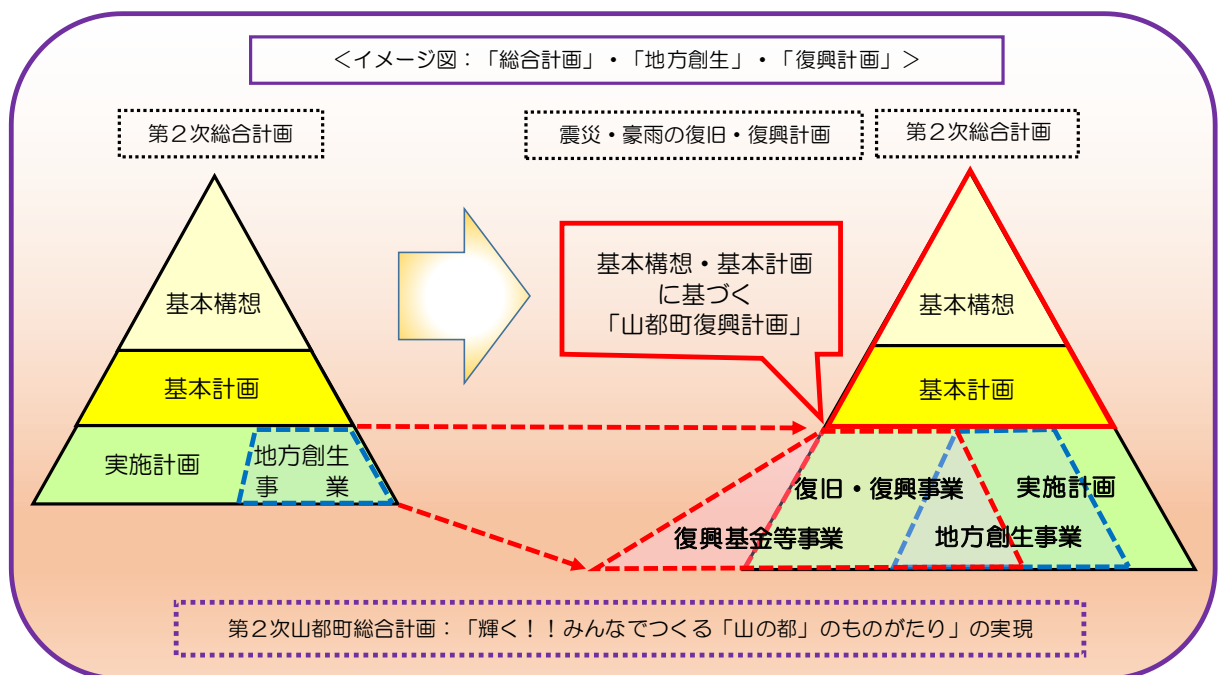 ＜イメージ図：「総合計画」・「地方創生」・「復興計画」＞
第２次総合計画
震災・豪雨の復旧・復興計画
第２次総合計画
基本構想
基本計画
実施計画
地方創生
事　業
基本構想・基本計画
に基づく
「山都町復興計画」
基本構想
基本計画
復旧・復興事業
実施計画
復興基金等事業
地方創生事業
第２次山都町総合計画：「輝く！！みんなでつくる「山の都」のものがたり」の実現